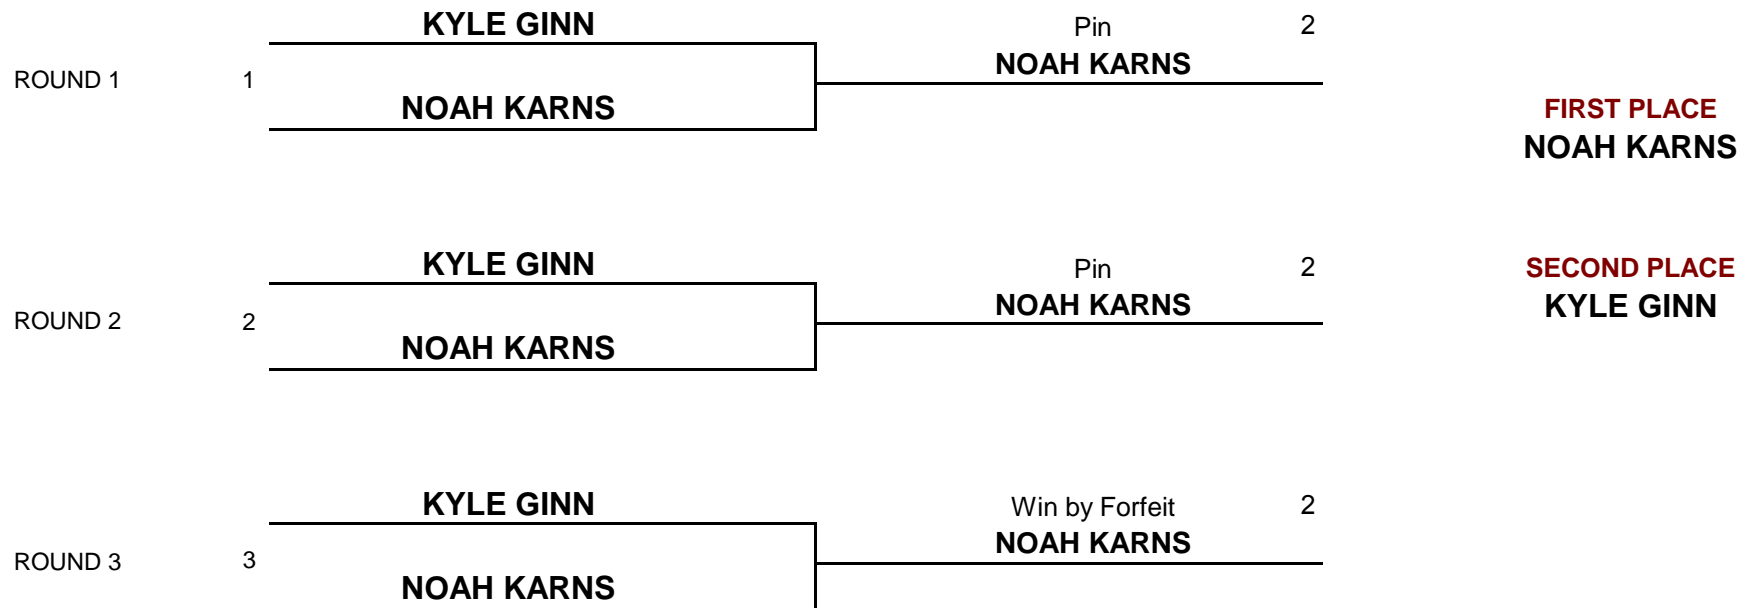 KYLE GINN
Pin 2
NOAH KARNS
ROUND 1 1
NOAH KARNS
FIRST PLACE
NOAH KARNS
KYLE GINN
Pin 2
SECOND PLACE
NOAH KARNS
KYLE GINN
ROUND 2 2
NOAH KARNS
KYLE GINN
Win by Forfeit 2
NOAH KARNS
ROUND 3 3
NOAH KARNS